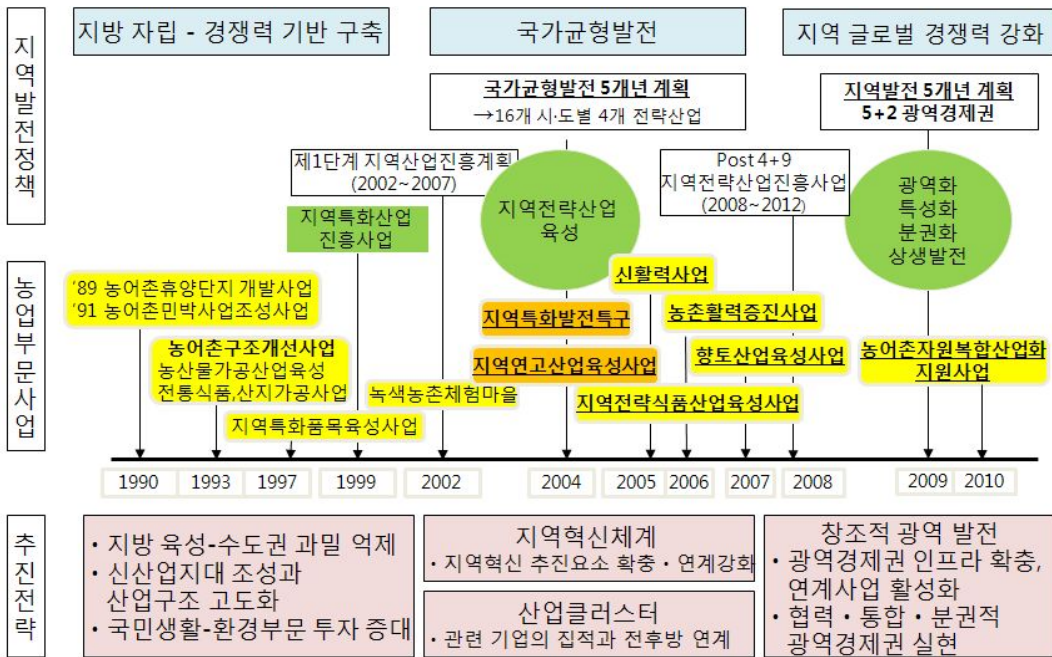 지역발전정책
지방 자립 - 경쟁력 기반 구축
국가균형발전
지역 글로벌 경쟁력 강화
국가균형발전 5개년 계획
→16개 시·도별 4개 전략산업
지역발전 5개년 계획
5+2 광역경제권
제1단계 지역산업진흥계획
(2002~2007)
Post 4+9
지역전략산업진흥사업
(2008~2012)
지역특화산업
진흥사업
지역전략산업
육성
광역화
특성화
분권화
상생발전
농업부문사업
'89 농어촌휴양단지 개발사업
'91 농어촌민박사업조성사업
농어촌구조개선사업
농산물가공산업육성
전통식품,산지가공사업
지역특화품목육성사업
녹색농촌체험마을
신활력사업
지역특화발전특구
농촌활력증진사업
지역연고산업육성사업
향토산업육성사업
지역전략식품산업육성사업
농어촌자원복합산업화
지원사업
1990
1993
1997
1999
2002
2004
2005
2006
2007
2008
2009
2010
추진전략
· 지방 육성-수도권 과밀 억제
· 신산업지대 조성과
산업구조 고도화
· 국민생활-환경부문 투자 증대
지역혁신체계
· 지역혁신 추진요소 확충 · 연계강화
산업클러스터
· 관련 기업의 집적과 전후방 연계
창조적 광역 발전
· 광역경제권 인프라 확충,
연계사업 활성화
· 협력 · 통합 · 분권적
광역경제권 실현